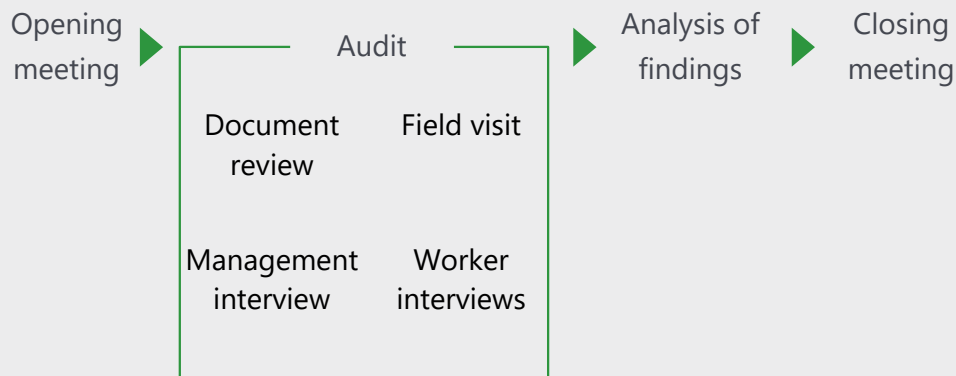 Opening
meeting
Audit
Document
review
Field visit
Management
interview
Worker
interviews
Analysis of
findings
Closing
meeting